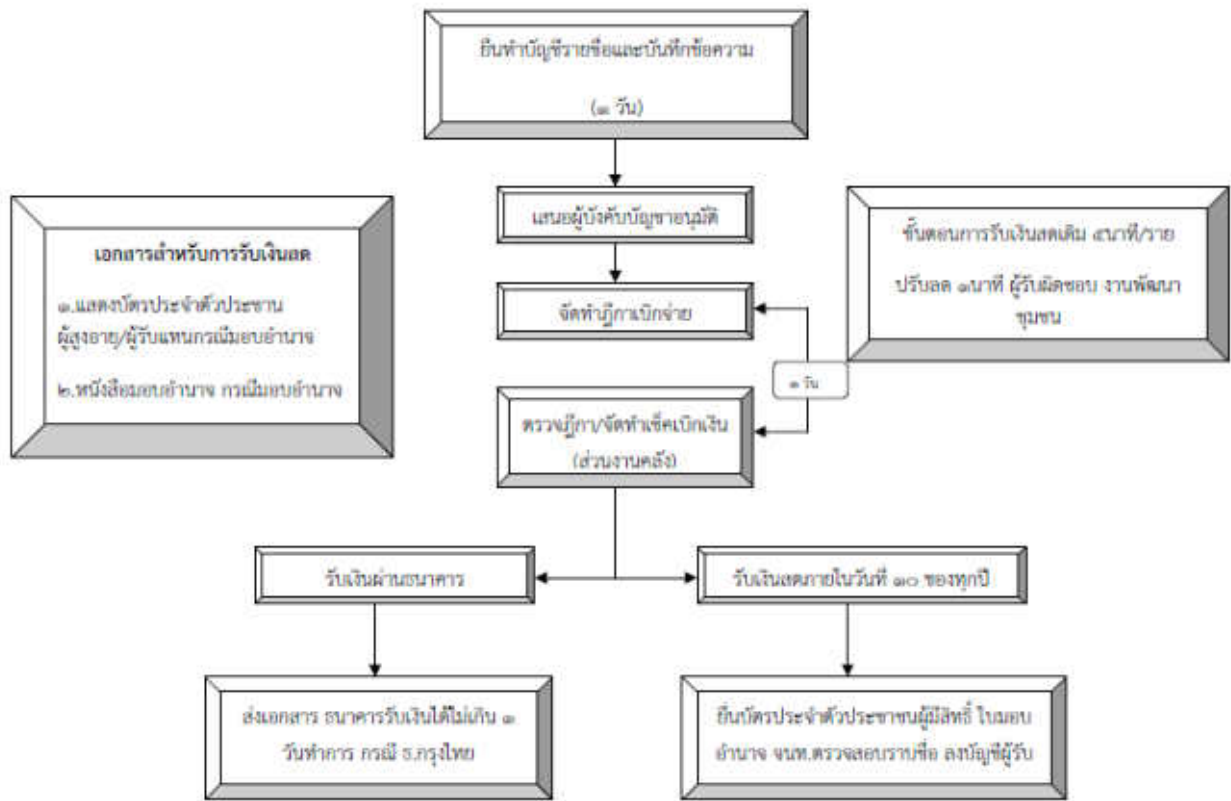 ยืนทำบัญชีรายชื่อและบันทึกข้อความ
(๑ วัน)
เสนอผู้บังคับบัญชาอนุมัติ
จัดทำฎีกาเบิกจ่าย
๑ วัน
ตรวจฎีกา/จัดทำเช็คเบิกเงิน
(ส่วนงานคลัง)
เอกสารสำหรับการรับเงินสด
๑.แสดงบัตรประจำตัวประชาน
ผู้สูงอายุ/ผู้รับแทนกรณีมอบอำนาจ
๒.หนังสือมอบอำนาจ กรณีมอบอำนาจ
ขั้นตอนการรับเงินสดเดิม ๕นาที/ราย
ปรับลด ๑นาที ผู้รับผิดชอบ งานพัฒนา
ชุมชน
รับเงินผ่านธนาคาร
รับเงินสดภายในวันที่ ๑๐ ของทุกปี
ส่งเอกสาร ธนาคารรับเงินได้ไม่เกิน ๑
วันทำการ กรณี ธ.กรุงไทย
ยื่นบัตรประจำตัวประชาชนผู้มีสิทธิ์ ใบมอบ
อำนาจ จนท.ตรวจสอบราบชื่อ ลงบัญชีผู้รับ